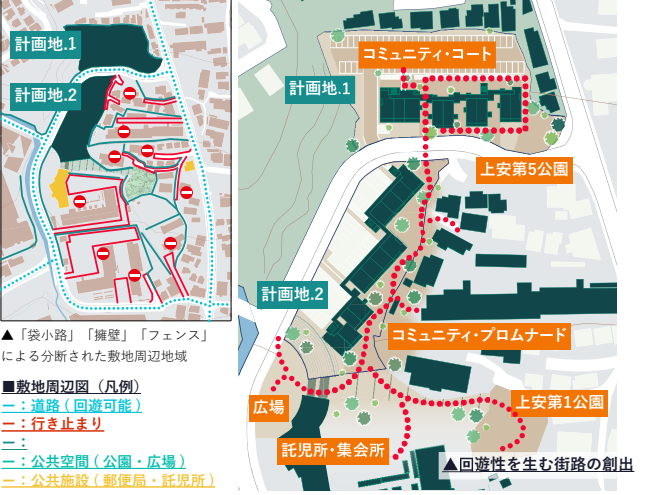 計画地.1
計画地.2
▲「袋小路」「擁壁」「フェンス」
による分断された敷地周辺地域
■敷地周辺図（凡例）
ー：道路 ( 回遊可能 )
ー：行き止まり
ー：
ー：公共空間 ( 公園・広場 )
ー：公共施設 ( 郵便局・託児所 )
コミュニティ・コート
計画地.1
上安第5公園
計画地.2
コミュニティ・プロムナード
広場
上安第1公園
託児所・集会所
▲回遊性を生む街路の創出